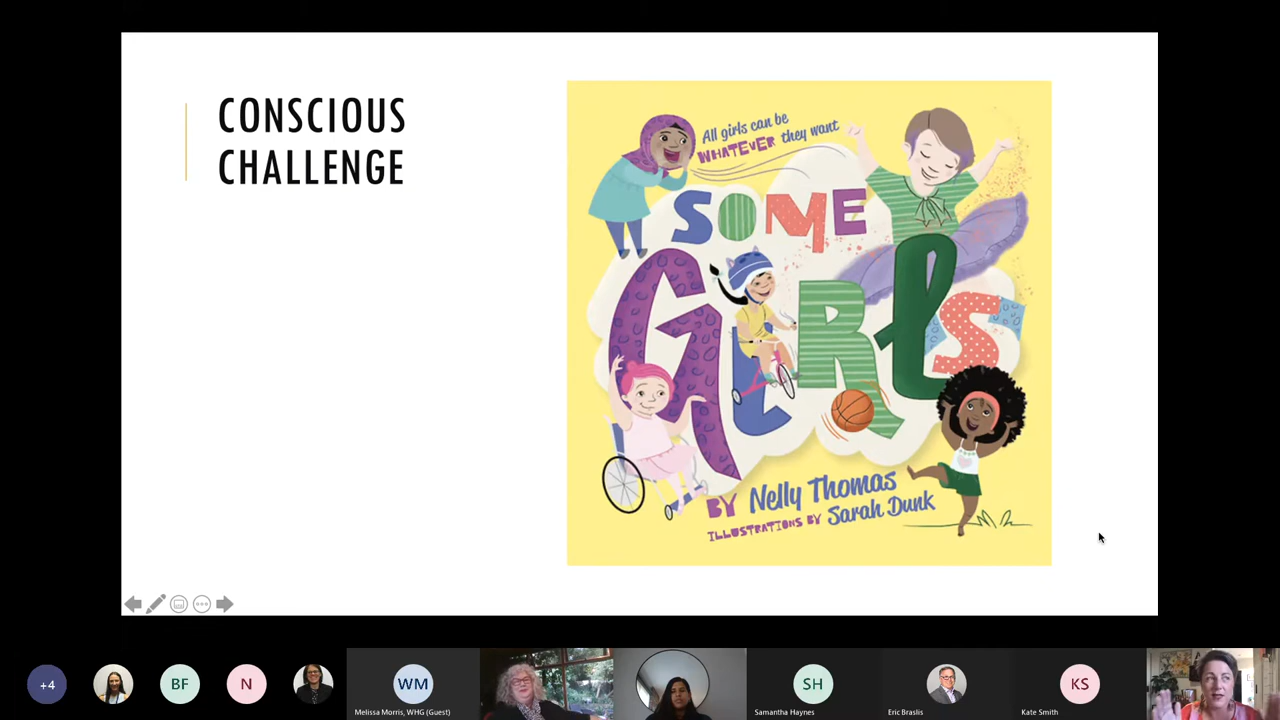 CONSCIOUS
CHALLENGE
All girls can be
WHATEVER they want
SOME
GIRLS
BY Nelly Thomas
ILLUSTRATIONS BY Sarah Dunk
+4
BF
N
WM
SH
KS
Melissa Morris, WHG (Guest)
Samantha Haynes
Eric Braslis
Kate Smith